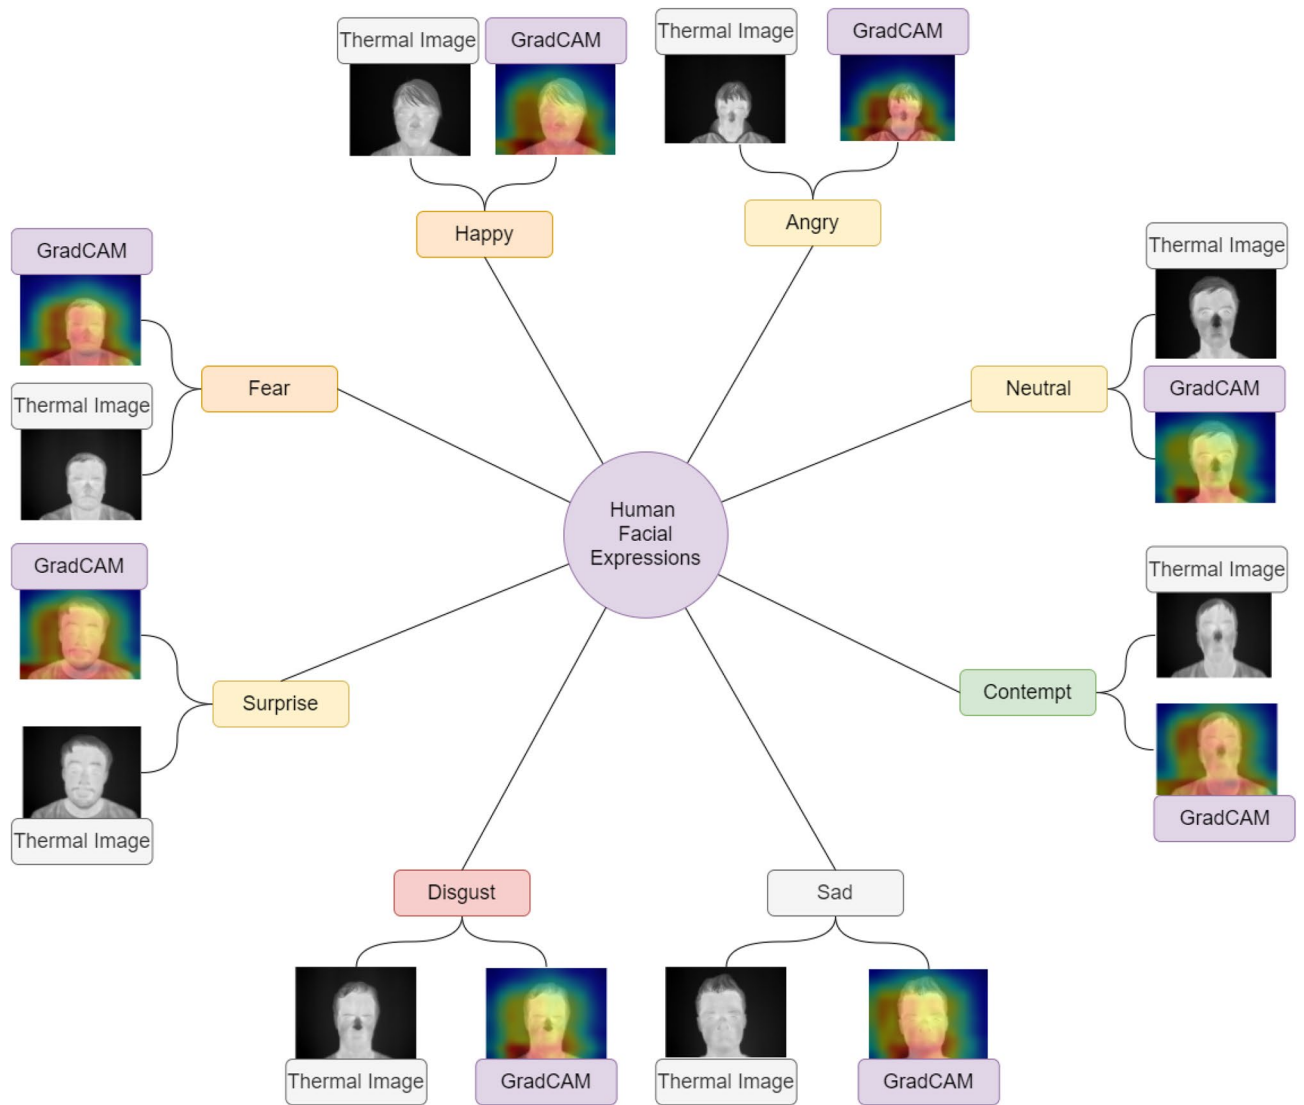 Thermal Image
GradCAM
Happy
Thermal Image
GradCAM
Angry
GradCAM
Thermal Image
Fear
Thermal Image
GradCAM
Neutral
Human
Facial
Expressions
GradCAM
Thermal Image
Surprise
Thermal Image
GradCAM
Contempt
Disgust
Thermal Image
GradCAM
Sad
Thermal Image
GradCAM